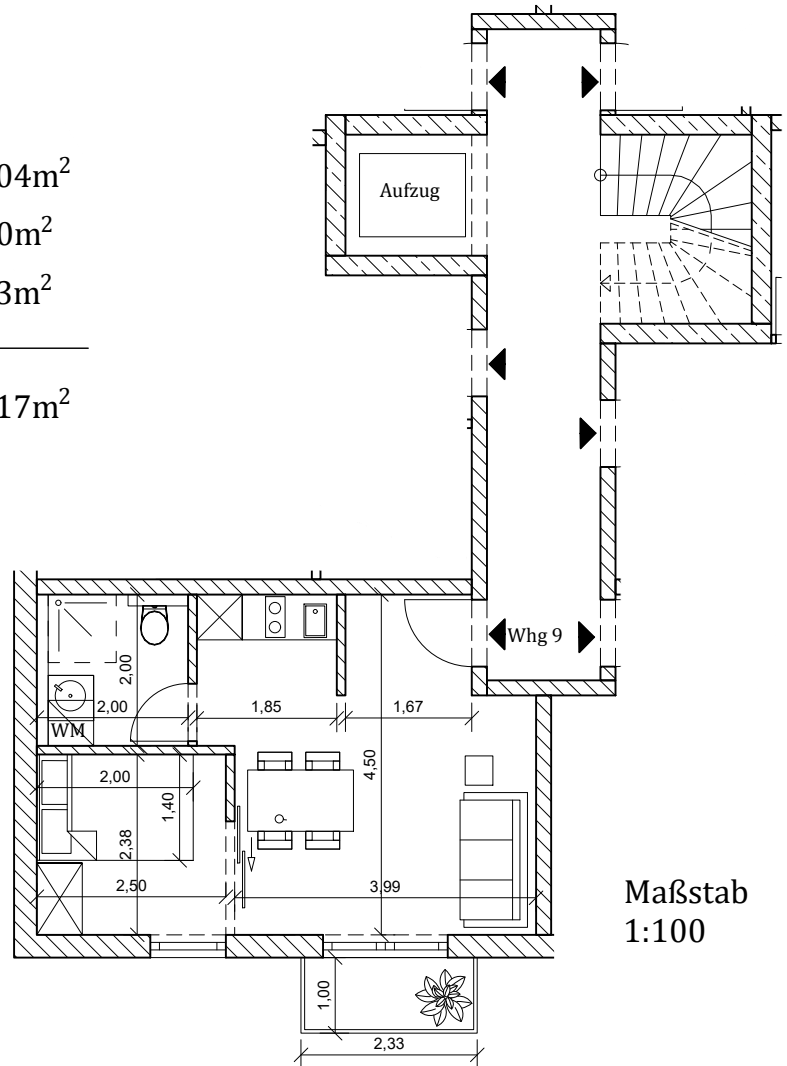 04m²
0m²
3m²
17m²
Aufzug
Whg 9
2,00
2,00
1,85
1,67
WM
4,50
2,00
1,40
2,38
2,50
3,99
Maßstab
1:100
1,00
2,33